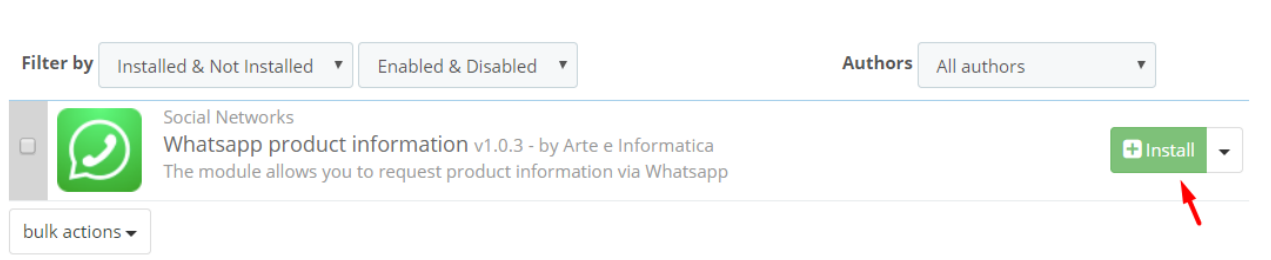 Filter by Installed & Not Installed Enabled & Disabled Authors All authors
Social Networks
Whatsapp product information v1.0.3 - by Arte e Informatica Install
The module allows you to request product information via Whatsapp
bulk actions